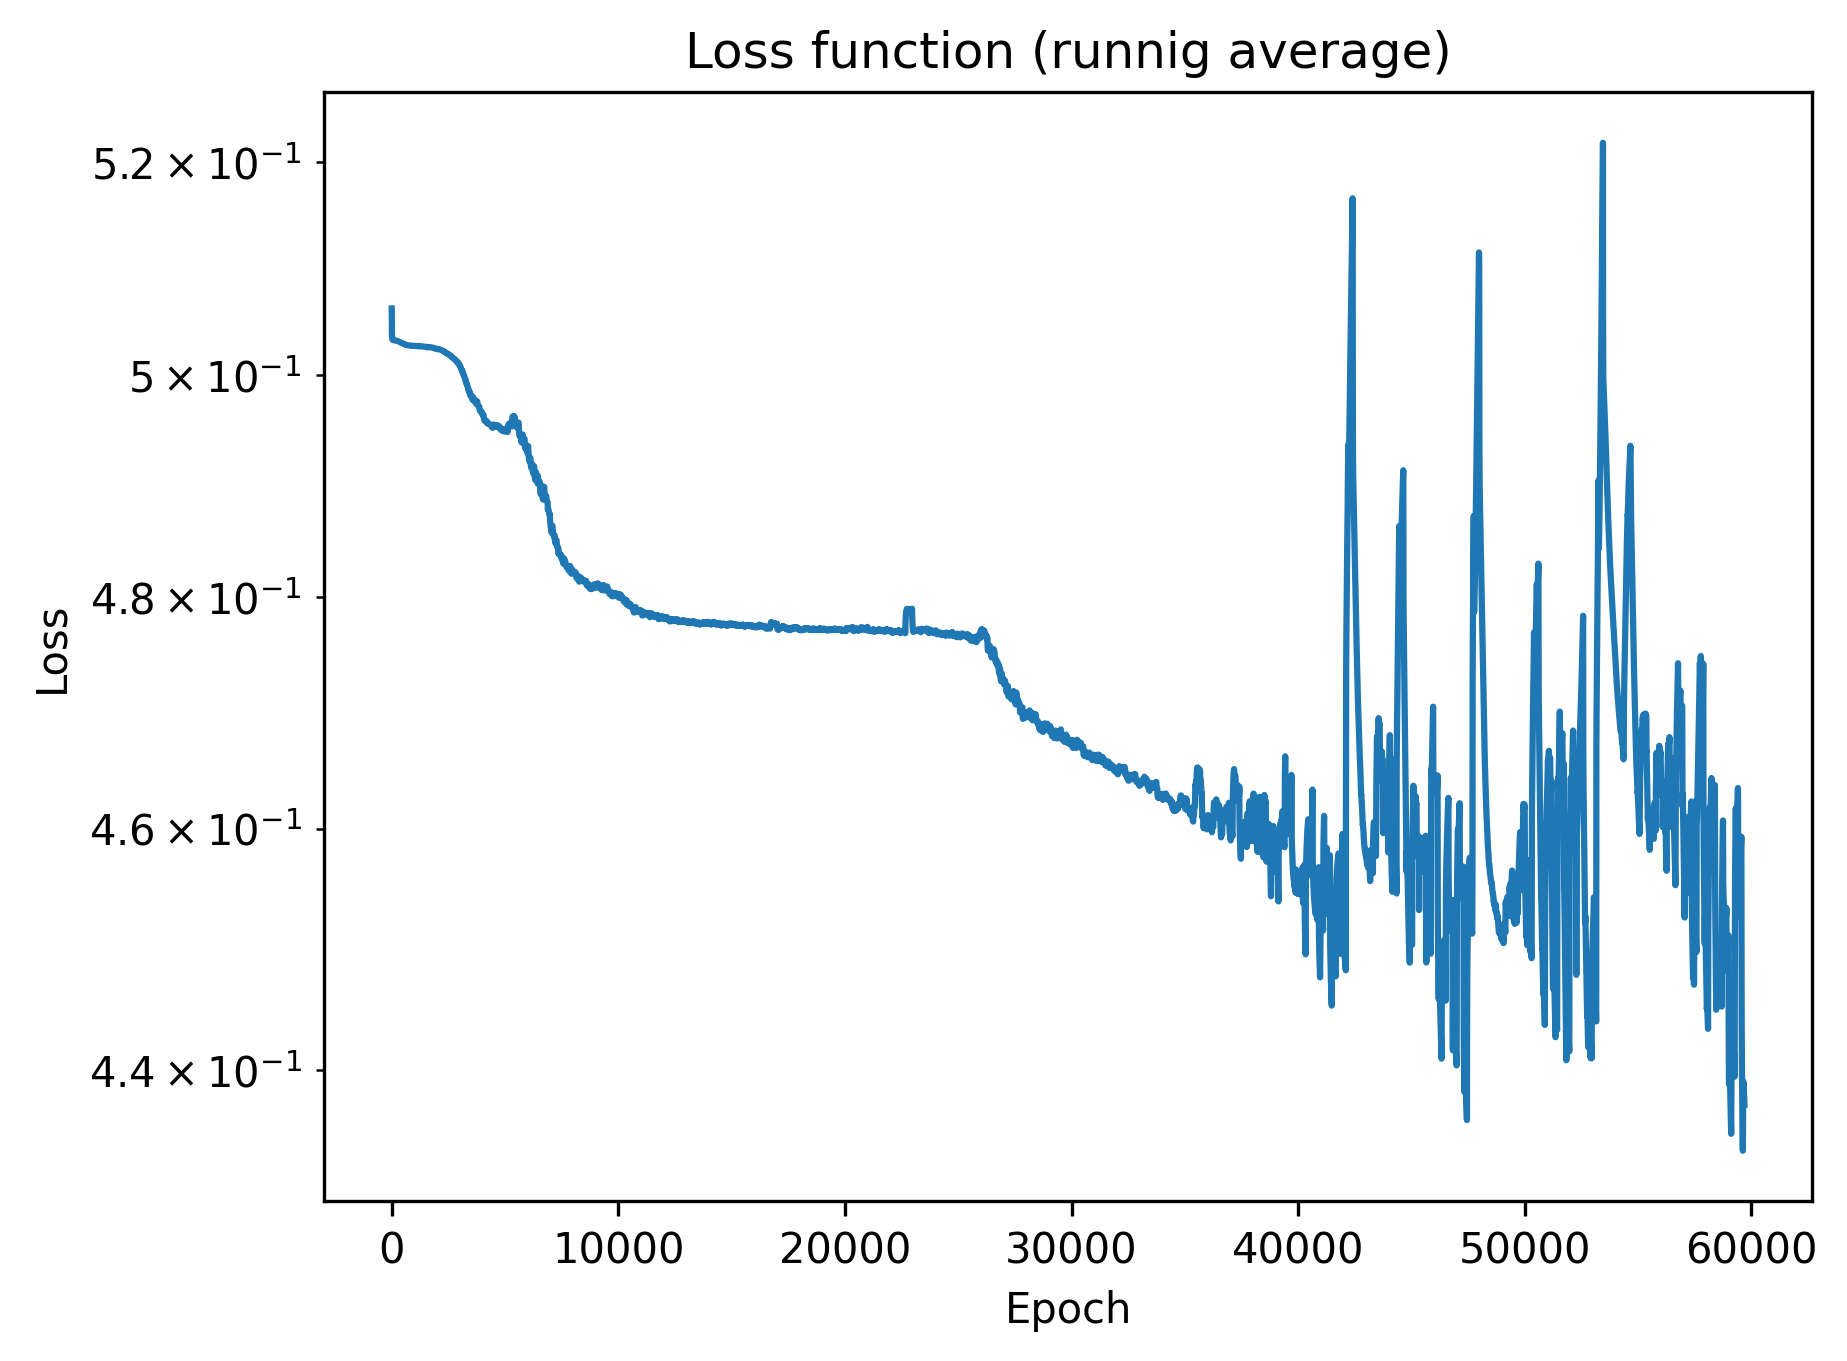 Loss function (runnig average)
5.2 × 10⁻¹
5 × 10⁻¹
4.8 × 10⁻¹
4.6 × 10⁻¹
4.4 × 10⁻¹
Loss
0 10000 20000 30000 40000 50000 60000
Epoch